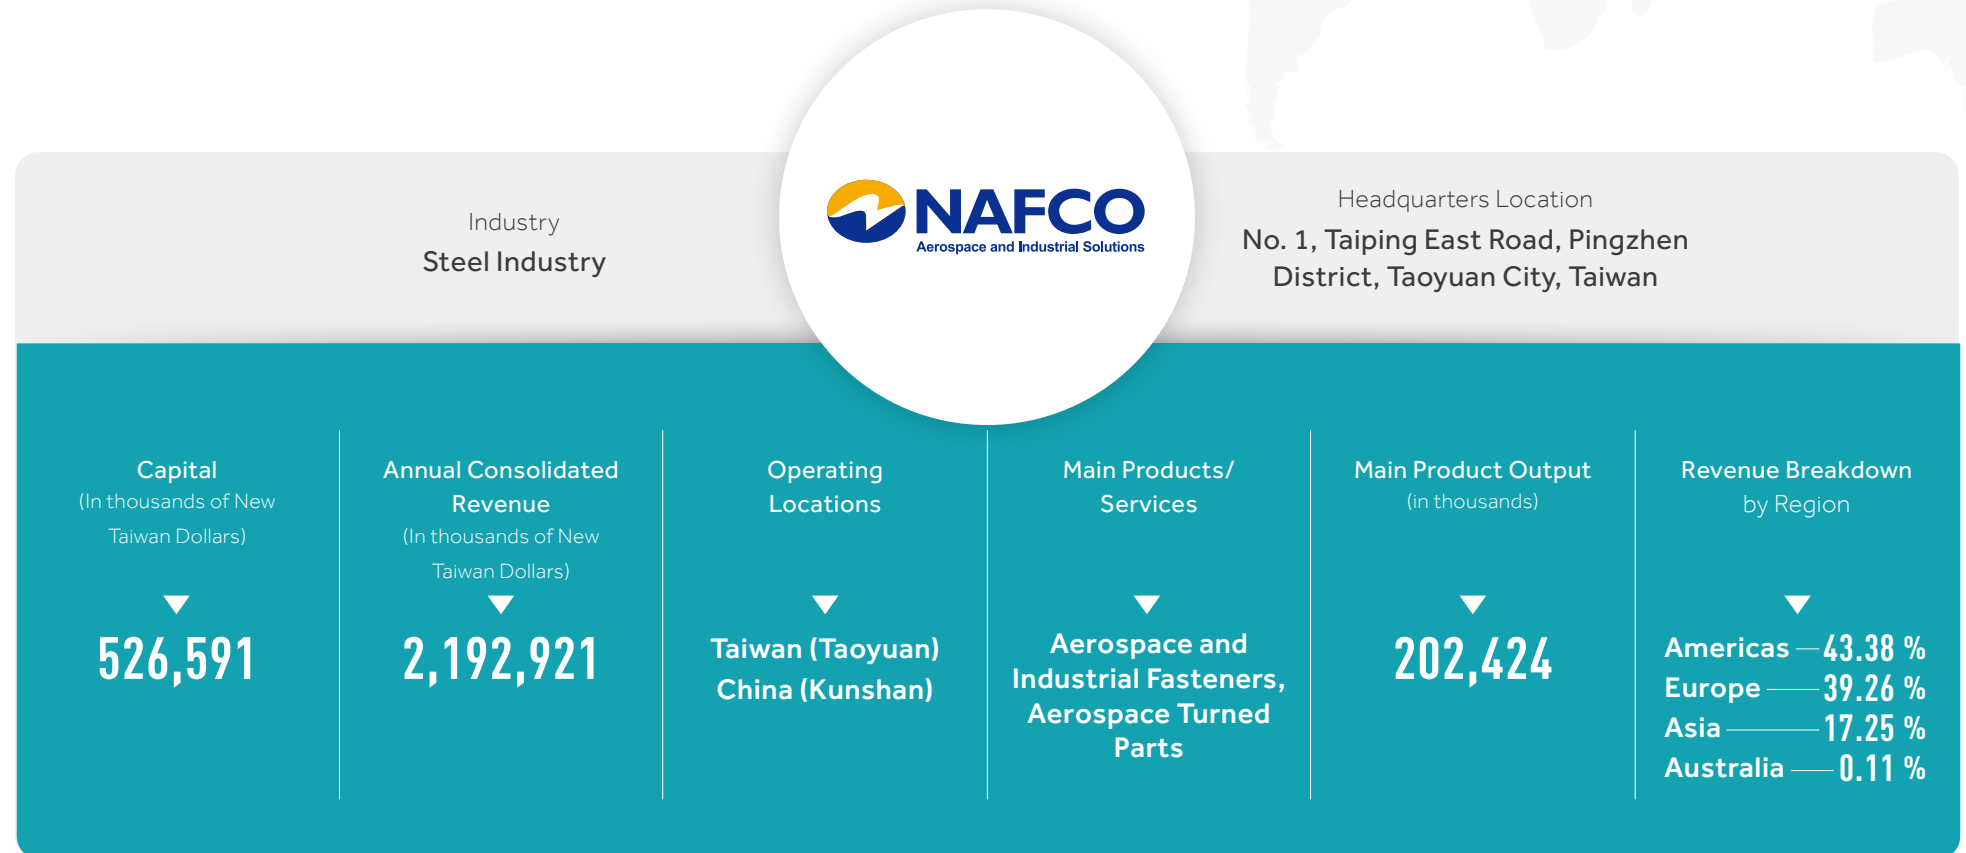 Industry
Steel Industry
NAFCO
Aerospace and Industrial Solutions
Headquarters Location
No. 1, Taiping East Road, Pingzhen
District, Taoyuan City, Taiwan
Capital
(In thousands of New
Taiwan Dollars)
526,591
Annual Consolidated
Revenue
(In thousands of New
Taiwan Dollars)
2,192,921
Operating
Locations
Taiwan (Taoyuan)
China (Kunshan)
Main Products/
Services
Aerospace and
Industrial Fasteners,
Aerospace Turned
Parts
Main Product Output
(in thousands)
202,424
Revenue Breakdown
by Region
Americas 43.38 %
Europe 39.26 %
Asia 17.25 %
Australia 0.11 %